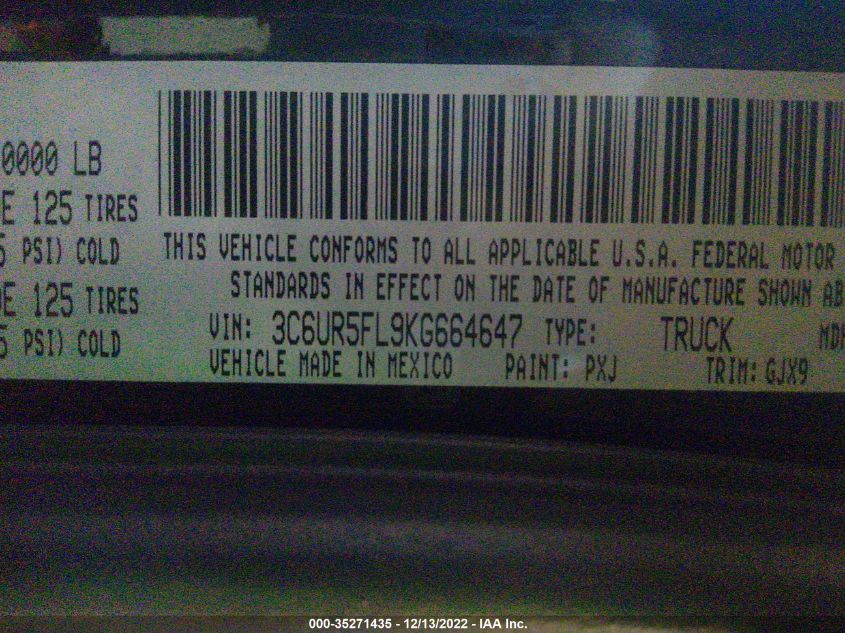 0000 LB
E 125 TIRES
5 PSI) COLD
DE 125 TIRES
5 PSI) COLD
THIS VEHICLE CONFORMS TO ALL APPLICABLE U.S.A. FEDERAL MOTOR
STANDARDS IN EFFECT ON THE DATE OF MANUFACTURE SHOWN AB
VIN: 3C6UR5FL9KG664647 TYPE: TRUCK MDH
VEHICLE MADE IN MEXICO PAINT: PXJ TRIM: GJX9
000-35271435 - 12/13/2022 - IAA Inc.